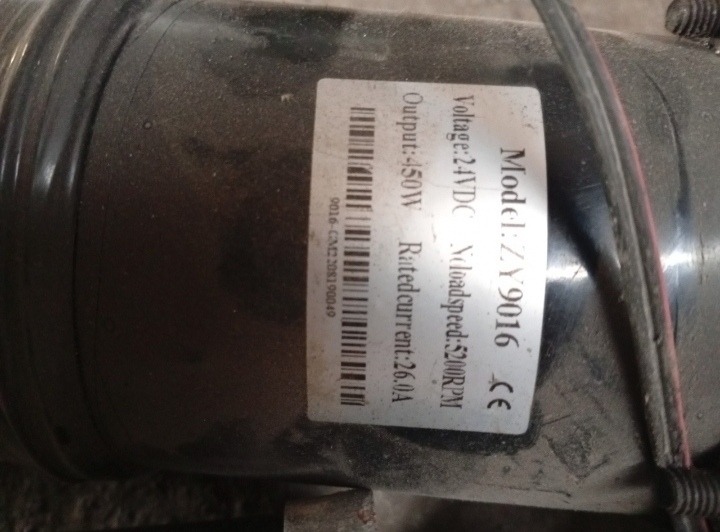 Model:ZY9016 CE
Voltage:24VDC Noloadspeed:5200RPM
Output:450W Ratedcurrent:26.0A